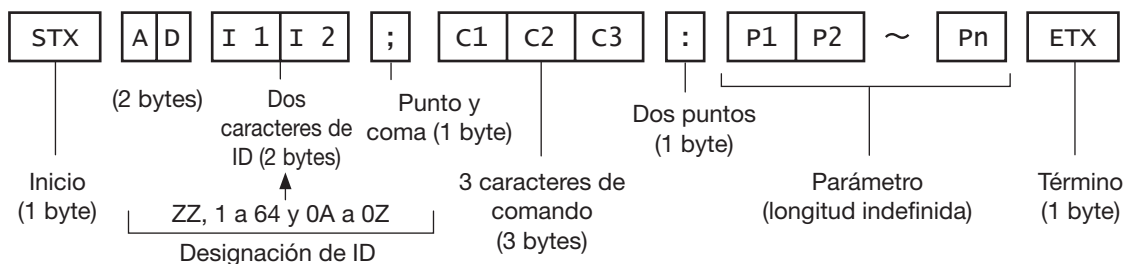 STX A D I 1 I 2 ; C1 C2 C3 : P1 P2 ～ Pn ETX
(2 bytes)
Dos
caracteres de
ID (2 bytes)
Punto y
coma (1 byte)
Dos puntos
(1 byte)
Inicio
(1 byte)
ZZ, 1 a 64 y 0A a 0Z
Designación de ID
3 caracteres de
comando
(3 bytes)
Parámetro
(longitud indefinida)
Término
(1 byte)